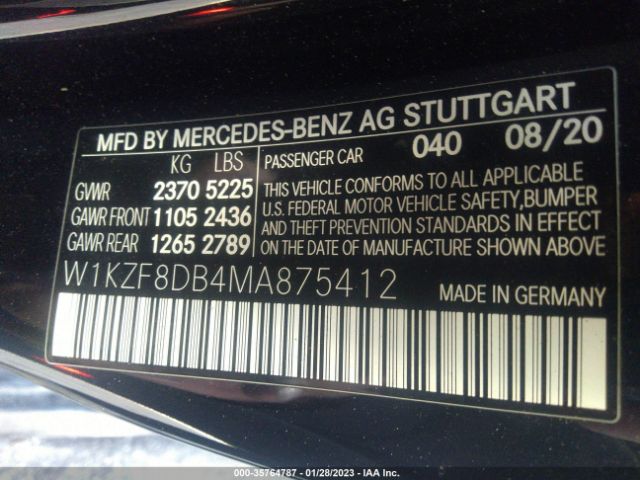 MFD BY MERCEDES-BENZ AG STUTTGART
KG LBS
GVWR 2370 5225
GAWR FRONT 1105 2436
GAWR REAR 1265 2789
PASSENGER CAR 040 08/20
THIS VEHICLE CONFORMS TO ALL APPLICABLE
U.S. FEDERAL MOTOR VEHICLE SAFETY,BUMPER
AND THEFT PREVENTION STANDARDS IN EFFECT
ON THE DATE OF MANUFACTURE SHOWN ABOVE.
W1KZF8DB4MA875412 MADE IN GERMANY
000-35764787 - 01/28/2023 - IAA Inc.